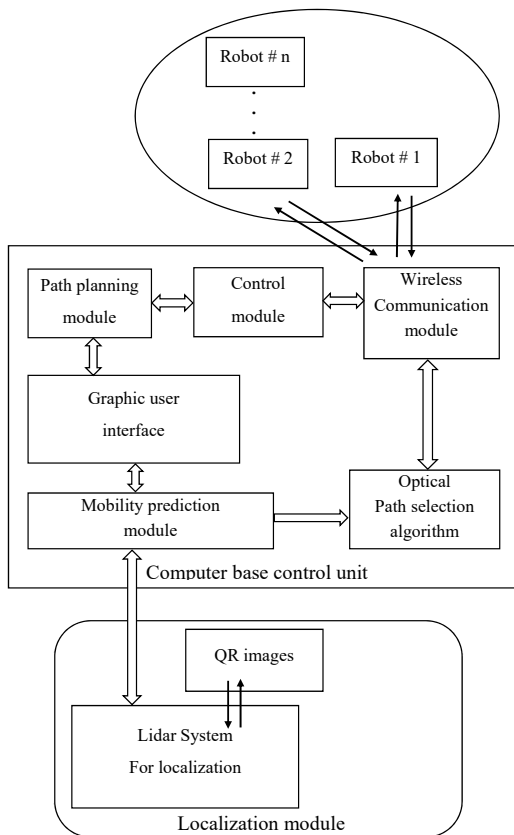 Robot # n
Robot # 2
Robot # 1
Path planning
module
Control
module
Wireless
Communication
module
Graphic user
interface
Mobility prediction
module
Optical
Path selection
algorithm
Computer base control unit
QR images
Lidar System
For localization
Localization module